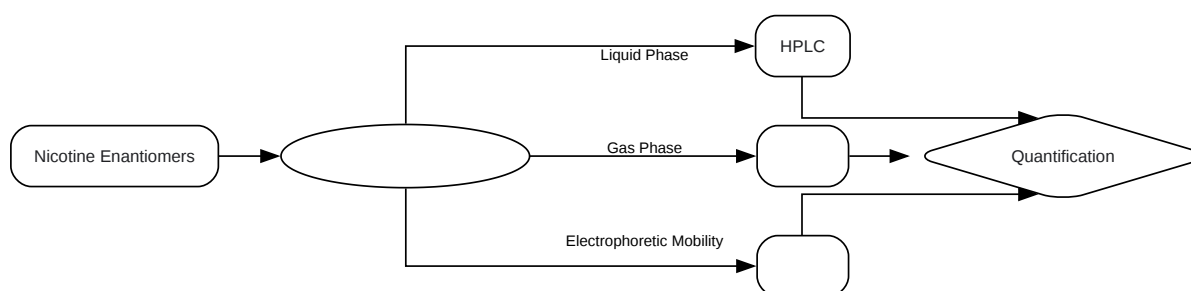 Liquid Phase
HPLC
Nicotine Enantiomers
Gas Phase
Quantification
Electrophoretic Mobility